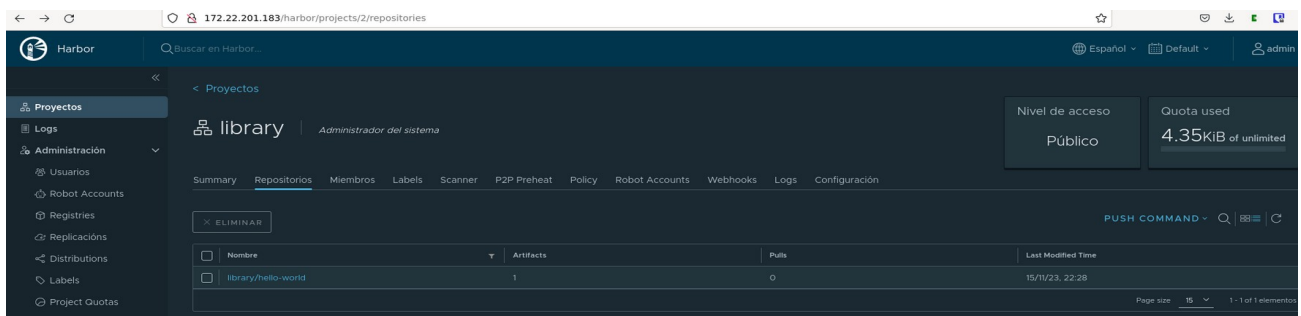 172.22.201.183/harbor/projects/2/repositories
Harbor
Buscar en Harbor...
Español
Default
admin
Proyectos
Logs
Administración
Usuarios
Robot Accounts
Registries
Replicacións
Distributions
Labels
Project Quotas
< Proyectos
library
Administrador del sistema
Nivel de acceso
Público
Quota used
4.35KiB of unlimited
Summary Repositorios Miembros Labels Scanner P2P Preheat Policy Robot Accounts Webhooks Logs Configuración
ELIMINAR
PUSH COMMAND
Nombre Artifacts Pulls Last Modified Time
library/hello-world 1 0 15/11/23, 22:28
Page size 15 1 - 1 of 1 elementos